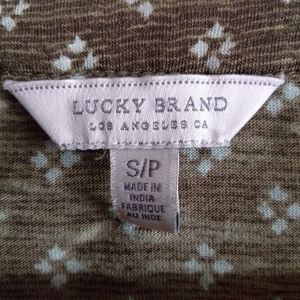 LUCKY BRAND
LOS ANGELES CA
S/P
MADE IN
INDIA
FABRIQUE
AU INDE